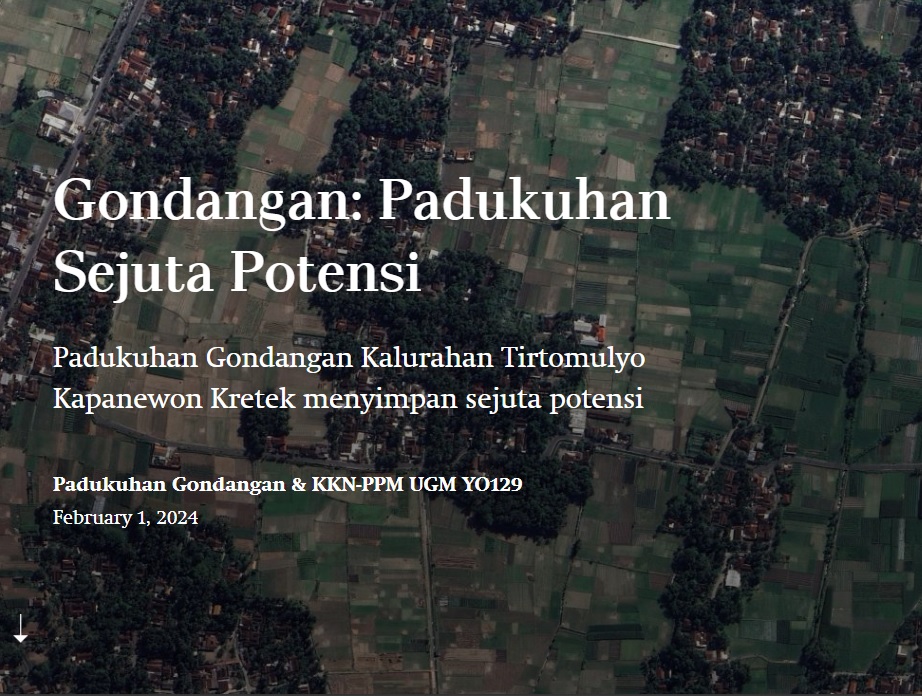 Gondangan: Padukuhan
Sejuta Potensi
Padukuhan Gondangan Kalurahan Tirtomulyo
Kapanewon Kretek menyimpan sejuta potensi
Padukuhan Gondangan & KKN-PPM UGM YO129
February 1, 2024